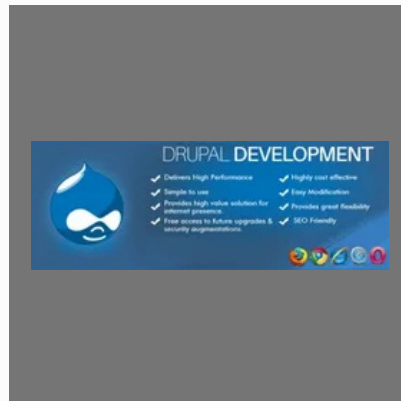 DRUPAL DEVELOPMENT
Delivers High Performance
Simple to use
Provides high value solution for
internet presence.
Free access to future upgrades &
security augmentations
Highly cost effective
Easy Modification
Provides great flexibility
SEO Friendly